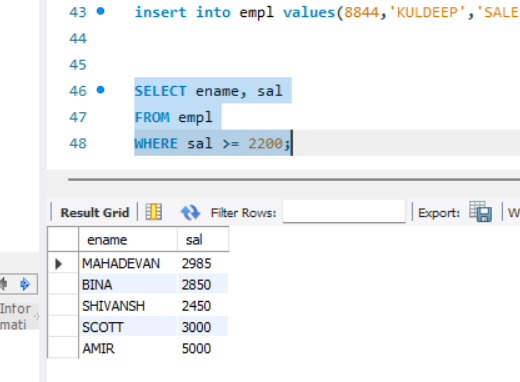 43 insert into empl values(8844,'KULDEEP','SALE
44
45
46 SELECT ename, sal
47 FROM empl
48 WHERE sal >= 2200;
Result Grid Filter Rows: Export: W
ename sal
MAHADEVAN 2985
BINA 2850
SHIVANSH 2450
SCOTT 3000
AMIR 5000
Infor
mati